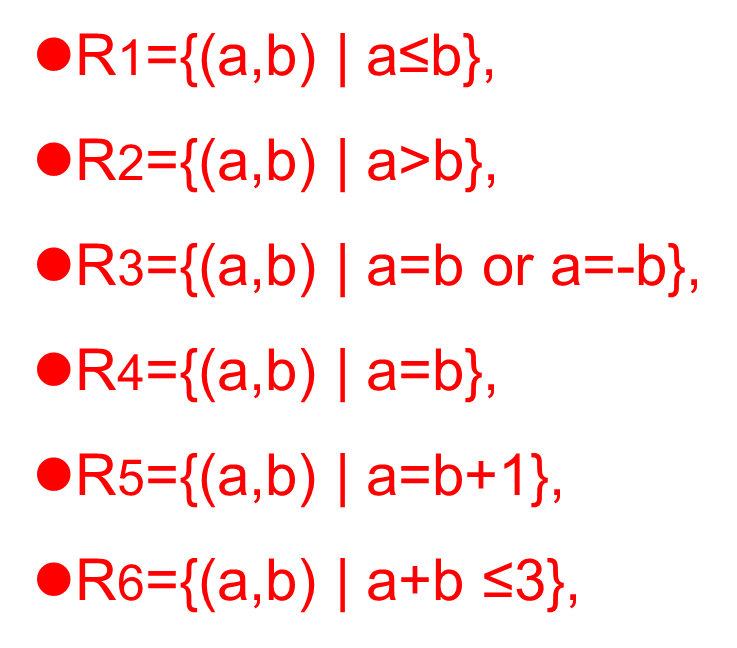 ●R1={(a,b) | a≤b},
●R2={(a,b) | a>b},
●R3={(a,b) | a=b or a=-b},
●R4={(a,b) | a=b},
●R5={(a,b) | a=b+1},
●R6={(a,b) | a+b ≤3},